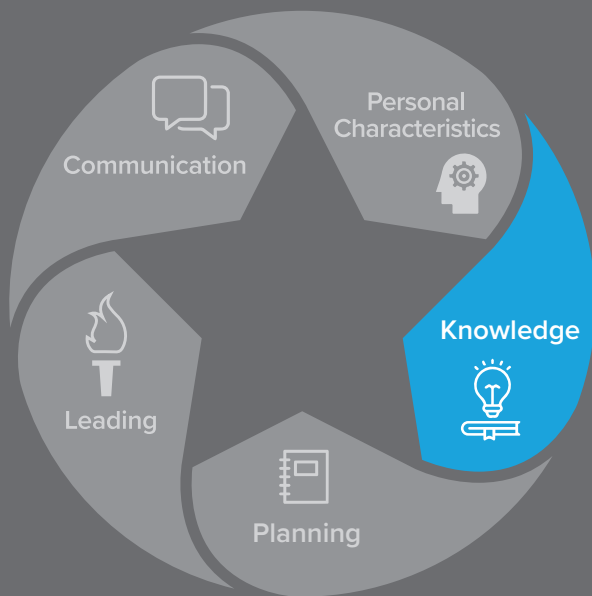 Personal
Characteristics
Communication
Knowledge
Leading
Planning